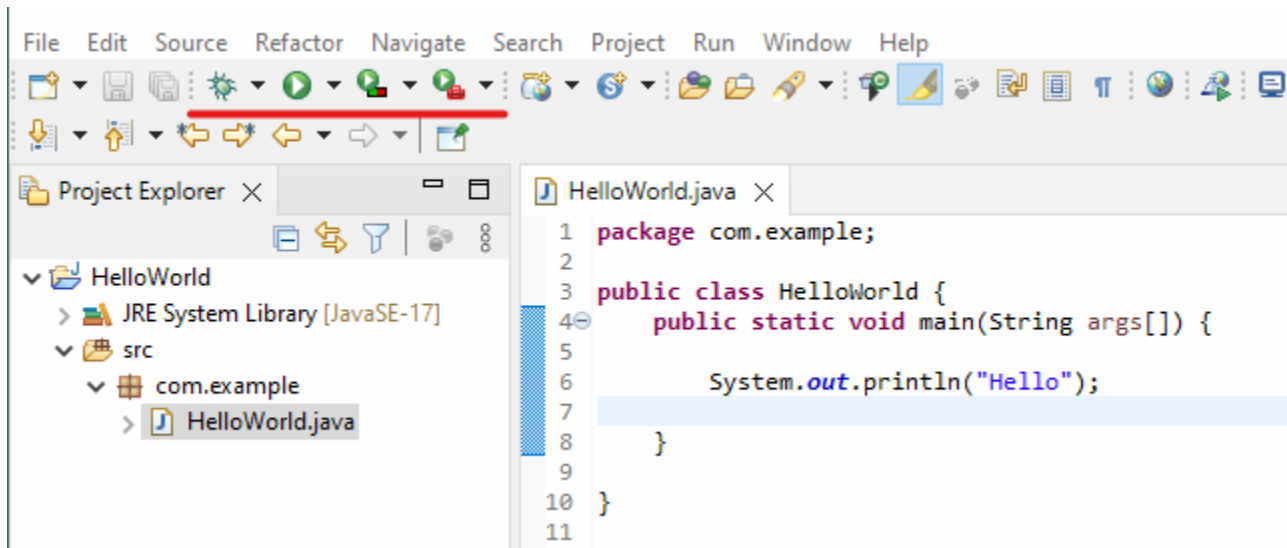 File Edit Source Refactor Navigate Search Project Run Window Help
Project Explorer
HelloWorld
JRE System Library [JavaSE-17]
src
com.example
HelloWorld.java
HelloWorld.java
1 package com.example;
2
3 public class HelloWorld {
4 public static void main(String args[]) {
5
6 System.out.println("Hello");
7
8 }
9
10 }
11